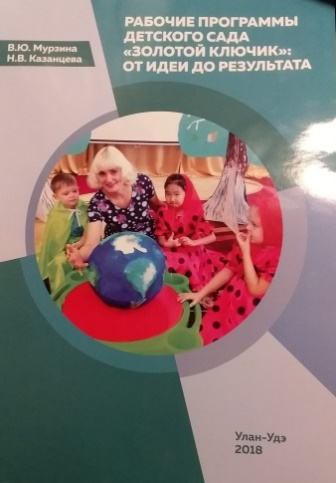 В.Ю. Мурзина
Н.В. Казанцева
РАБОЧИЕ ПРОГРАММЫ
ДЕТСКОГО САДА
«ЗОЛОТОЙ КЛЮЧИК»:
ОТ ИДЕИ ДО РЕЗУЛЬТАТА
Улан-Удэ
2018